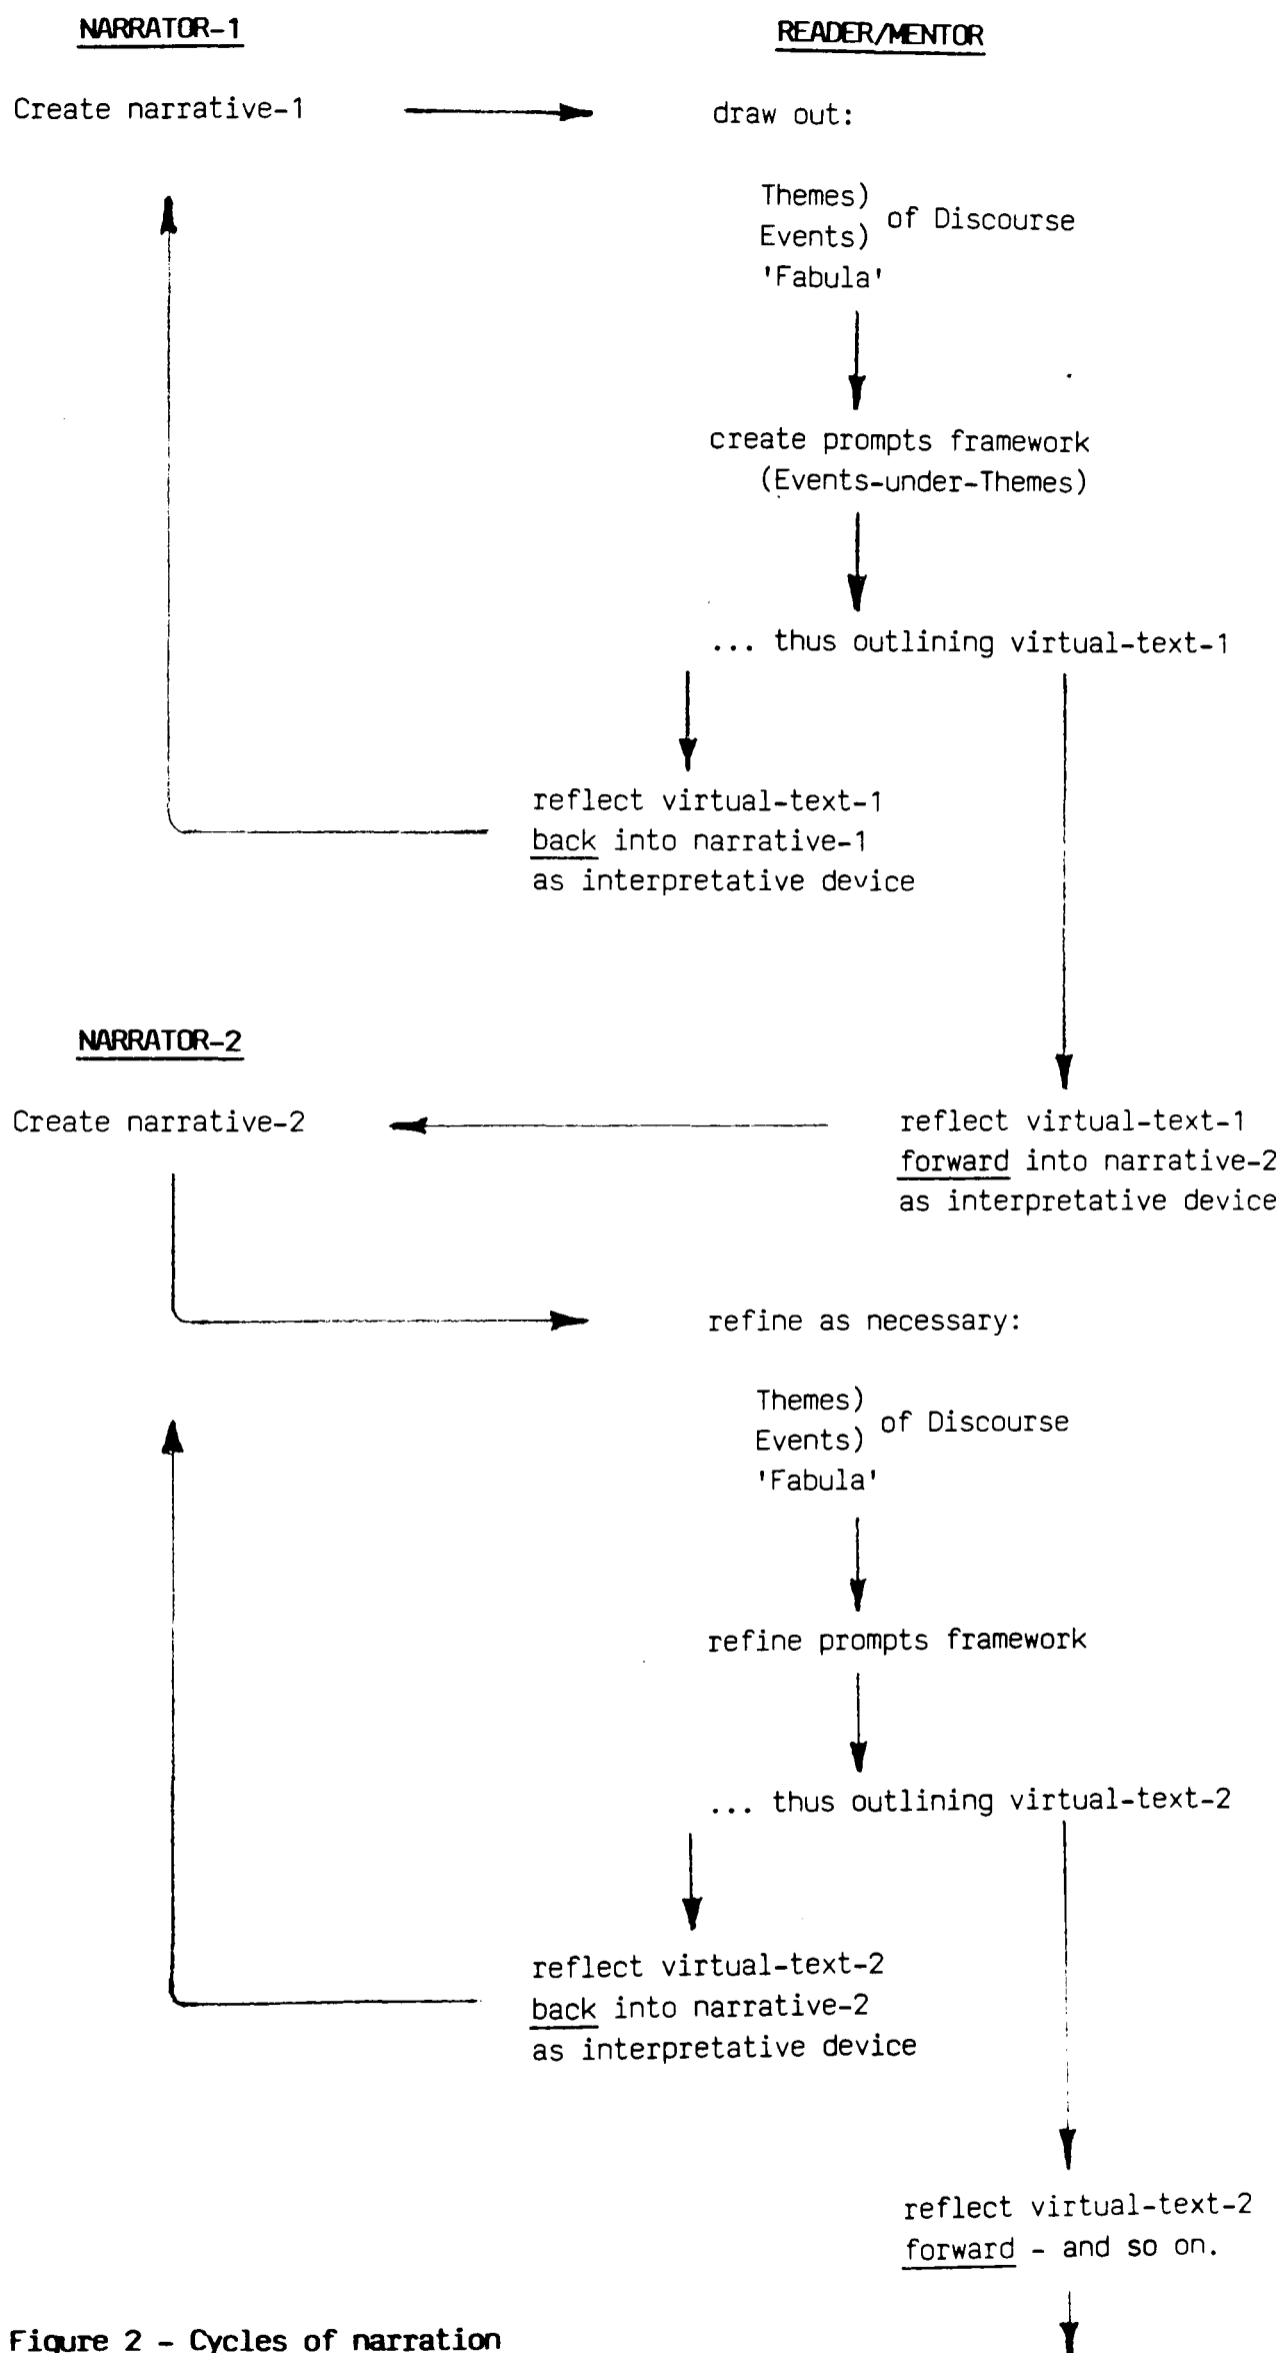 NARRATOR-1
READER/MENTOR
Create narrative-1
draw out:
Themes)
of Discourse
Events)
'Fabula'
create prompts framework
(Events-under-Themes)
... thus outlining virtual-text-1
reflect virtual-text-1
back into narrative-1
as interpretative device
NARRATOR-2
Create narrative-2
reflect virtual-text-1
forward into narrative-2
as interpretative device
refine as necessary:
Themes)
of Discourse
Events)
'Fabula'
refine prompts framework
... thus outlining virtual-text-2
reflect virtual-text-2
back into narrative-2
as interpretative device
reflect virtual-text-2
forward - and so on.
Figure 2 - Cycles of narration